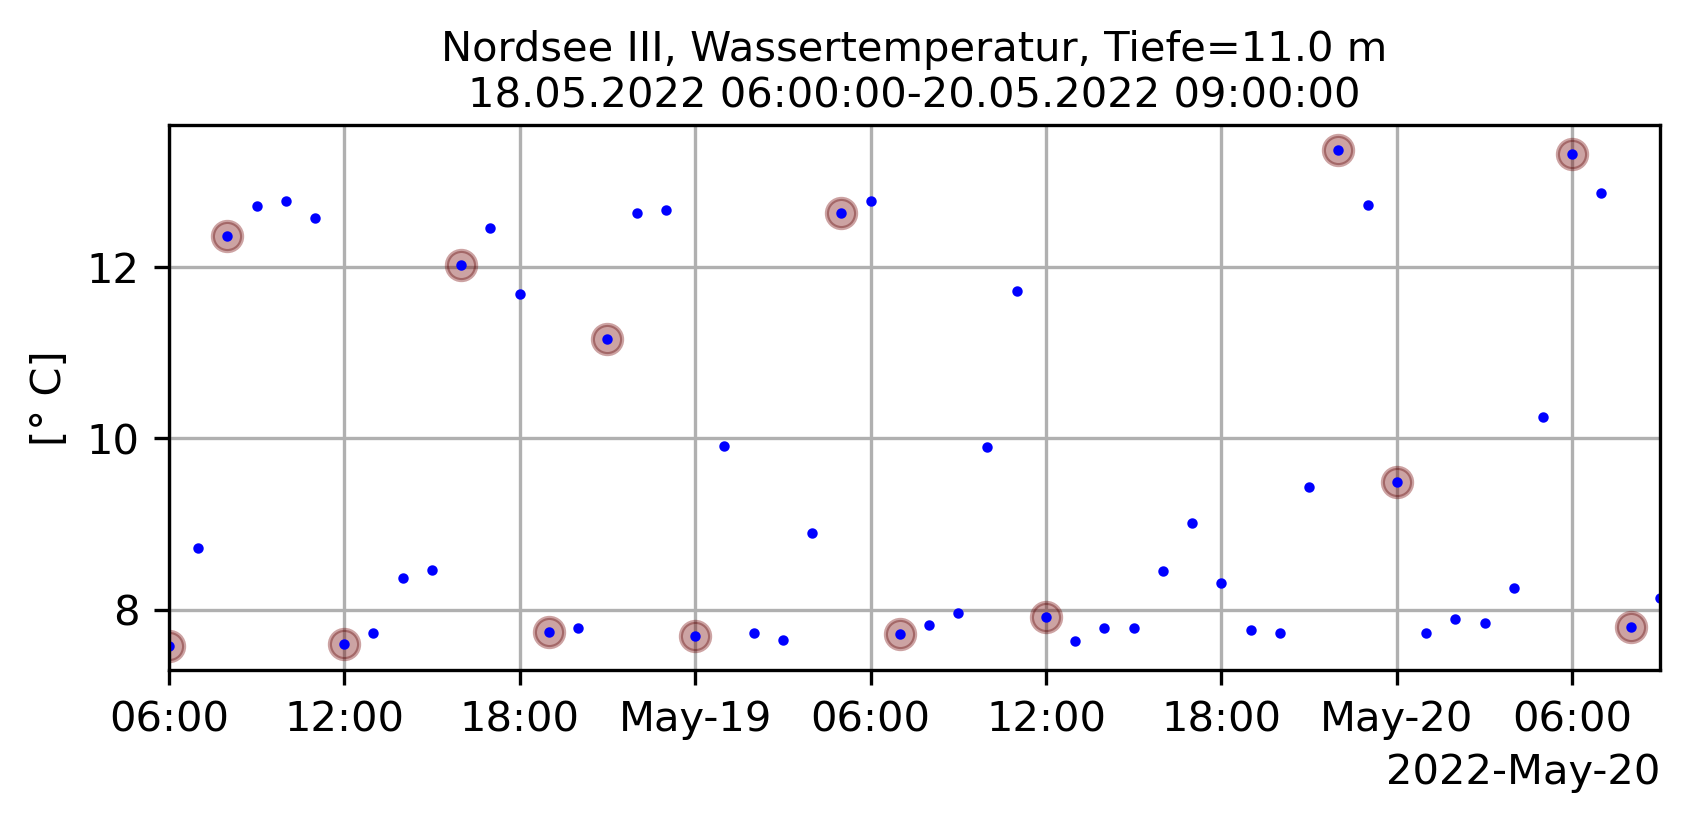 Nordsee III, Wassertemperatur, Tiefe=11.0 m
18.05.2022 06:00:00-20.05.2022 09:00:00
[° C]
12
10
8
06:00 12:00 18:00 May-19 06:00 12:00 18:00 May-20 06:00
2022-May-20